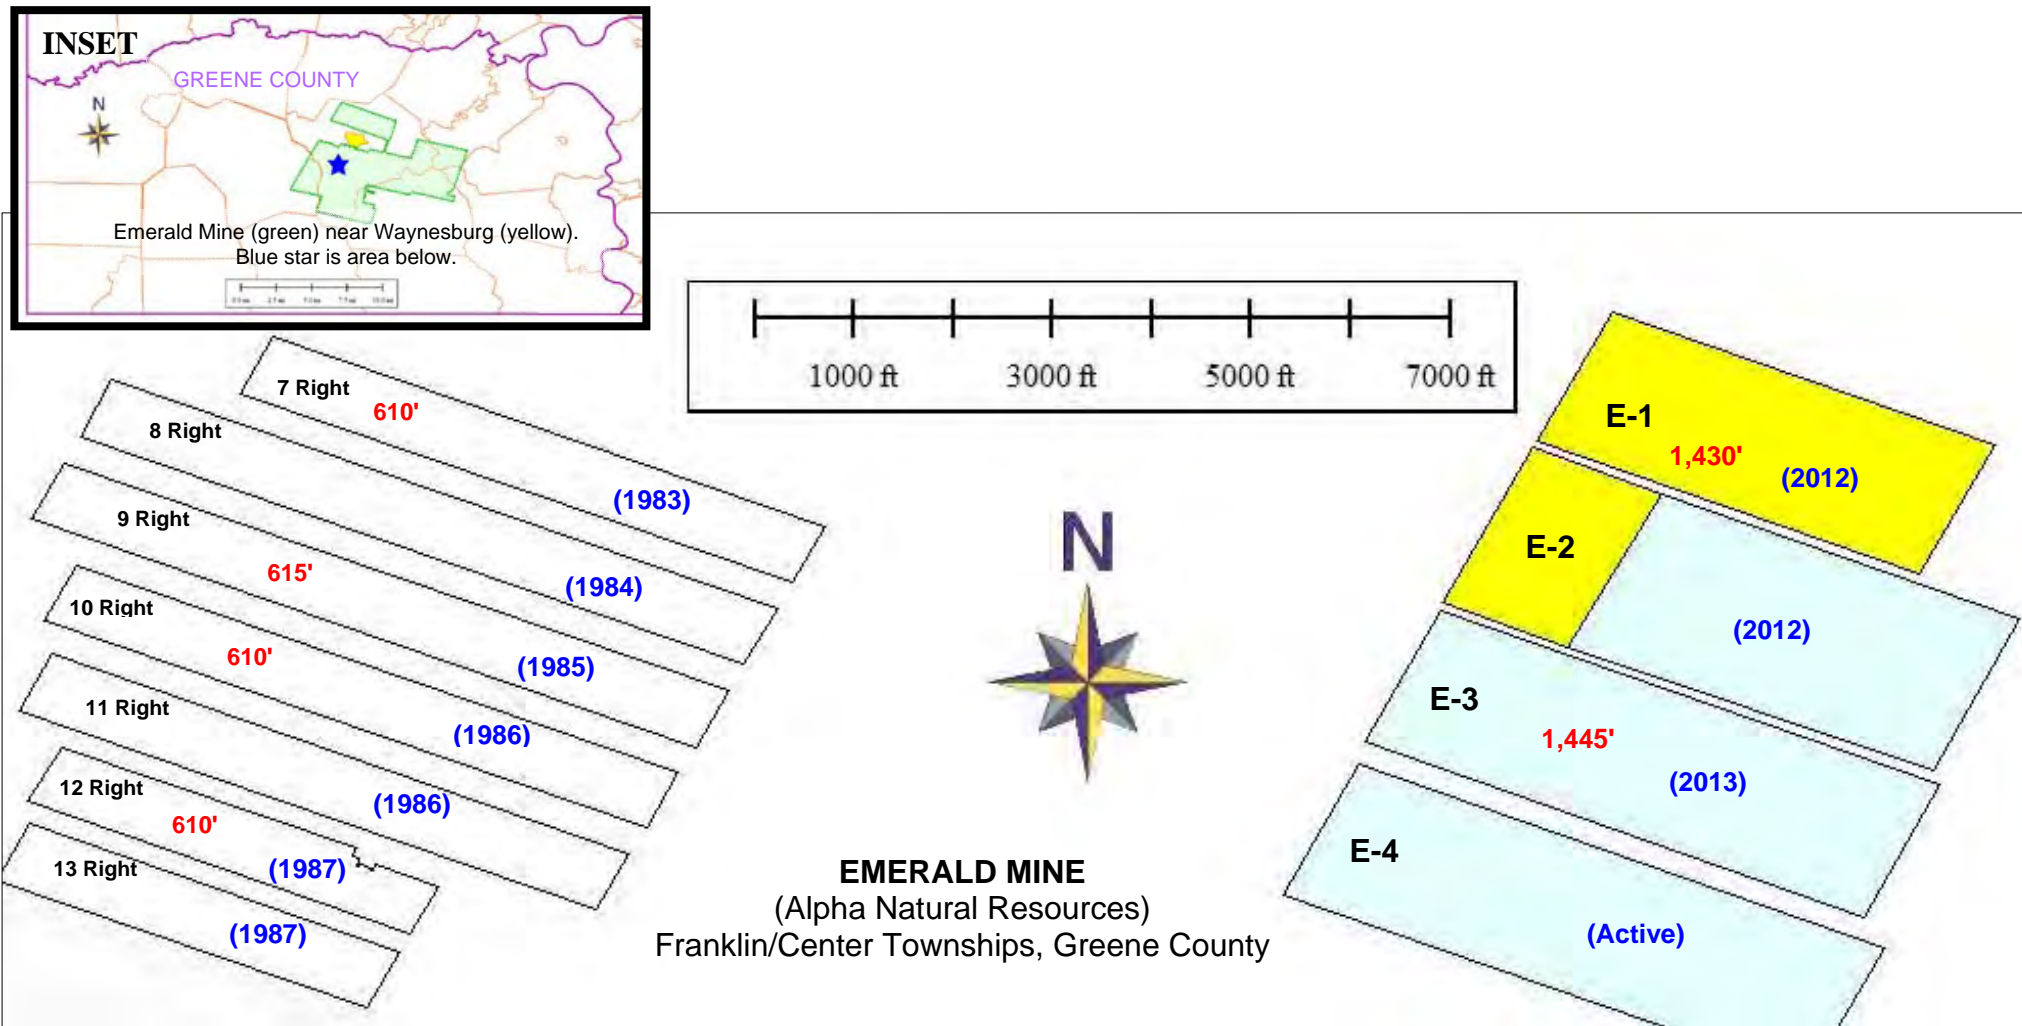 INSET
GREENE COUNTY
N
Emerald Mine (green) near Waynesburg (yellow).
Blue star is area below.
1000 ft 3000 ft 5000 ft 7000 ft
7 Right
610'
(1983)
8 Right
(1984)
9 Right
615'
(1985)
10 Right
610'
(1986)
11 Right
(1986)
12 Right
610'
(1987)
13 Right
(1987)
N
E-1
1,430'
(2012)
E-2
(2012)
E-3
1,445'
(2013)
E-4
(Active)
EMERALD MINE
(Alpha Natural Resources)
Franklin/Center Townships, Greene County